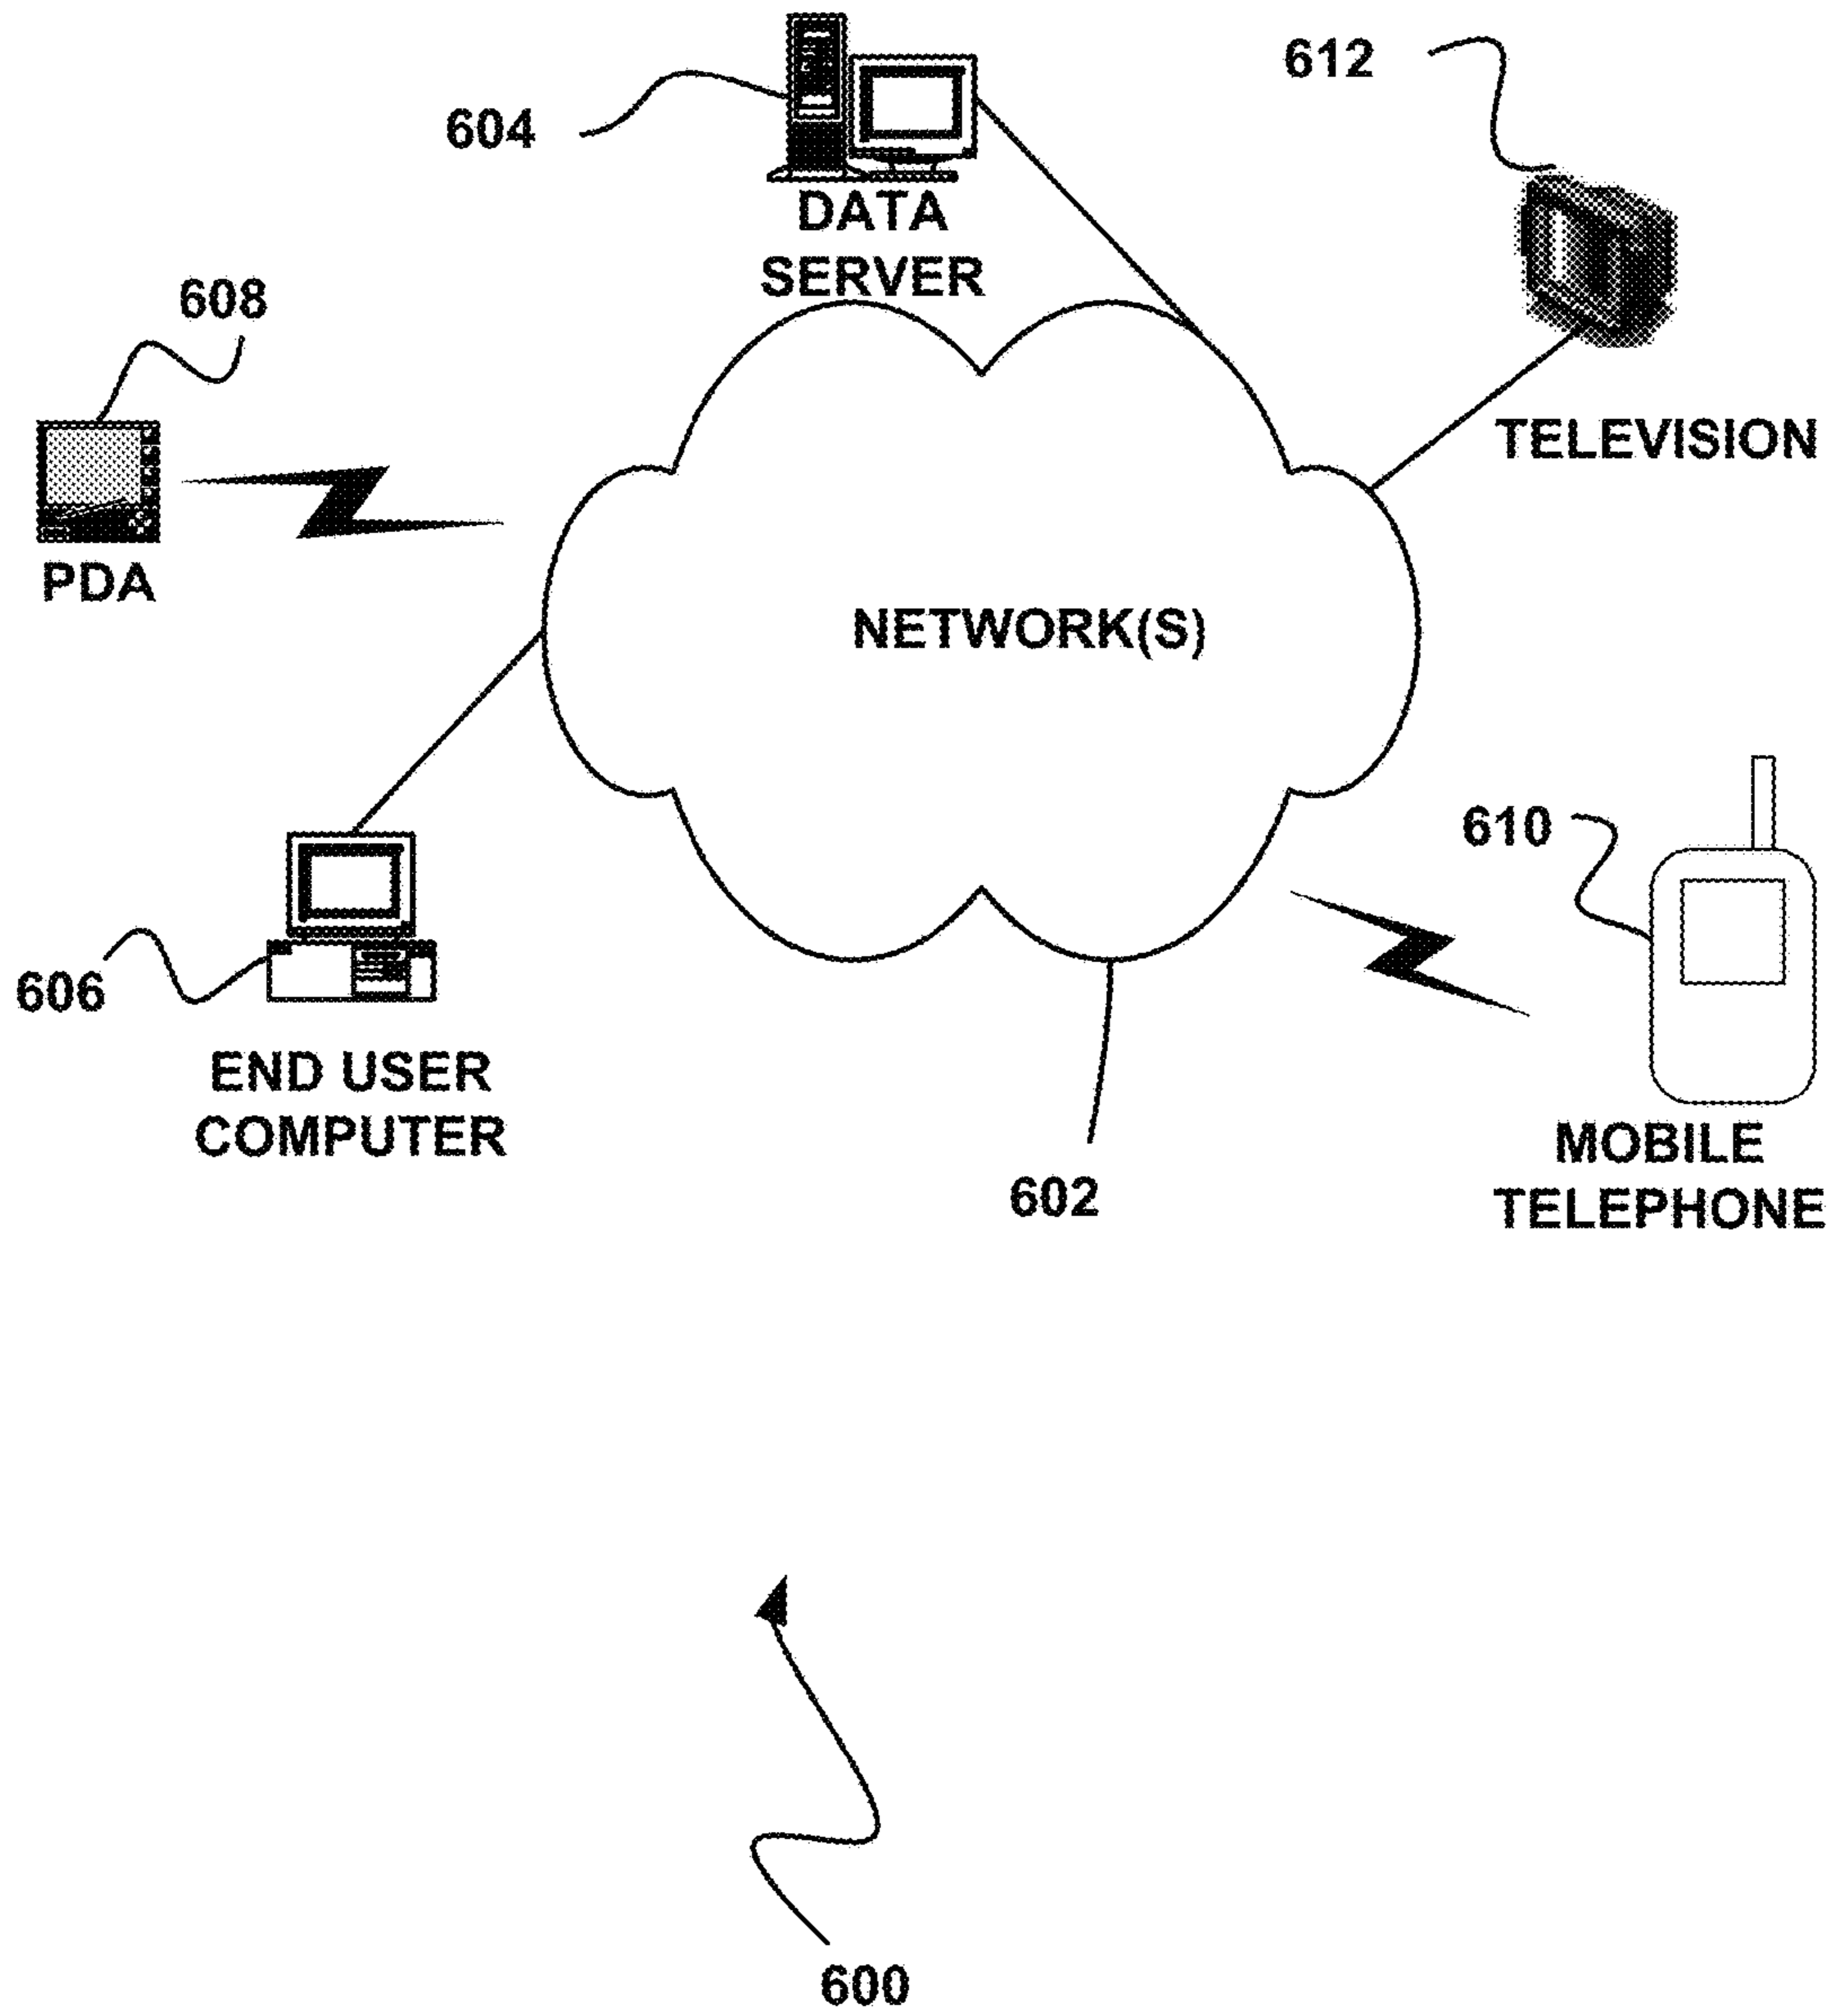 612
604
DATA
SERVER
608
TELEVISION
PDA
NETWORK(S)
610
606
END USER
COMPUTER
MOBILE
TELEPHONE
602
600